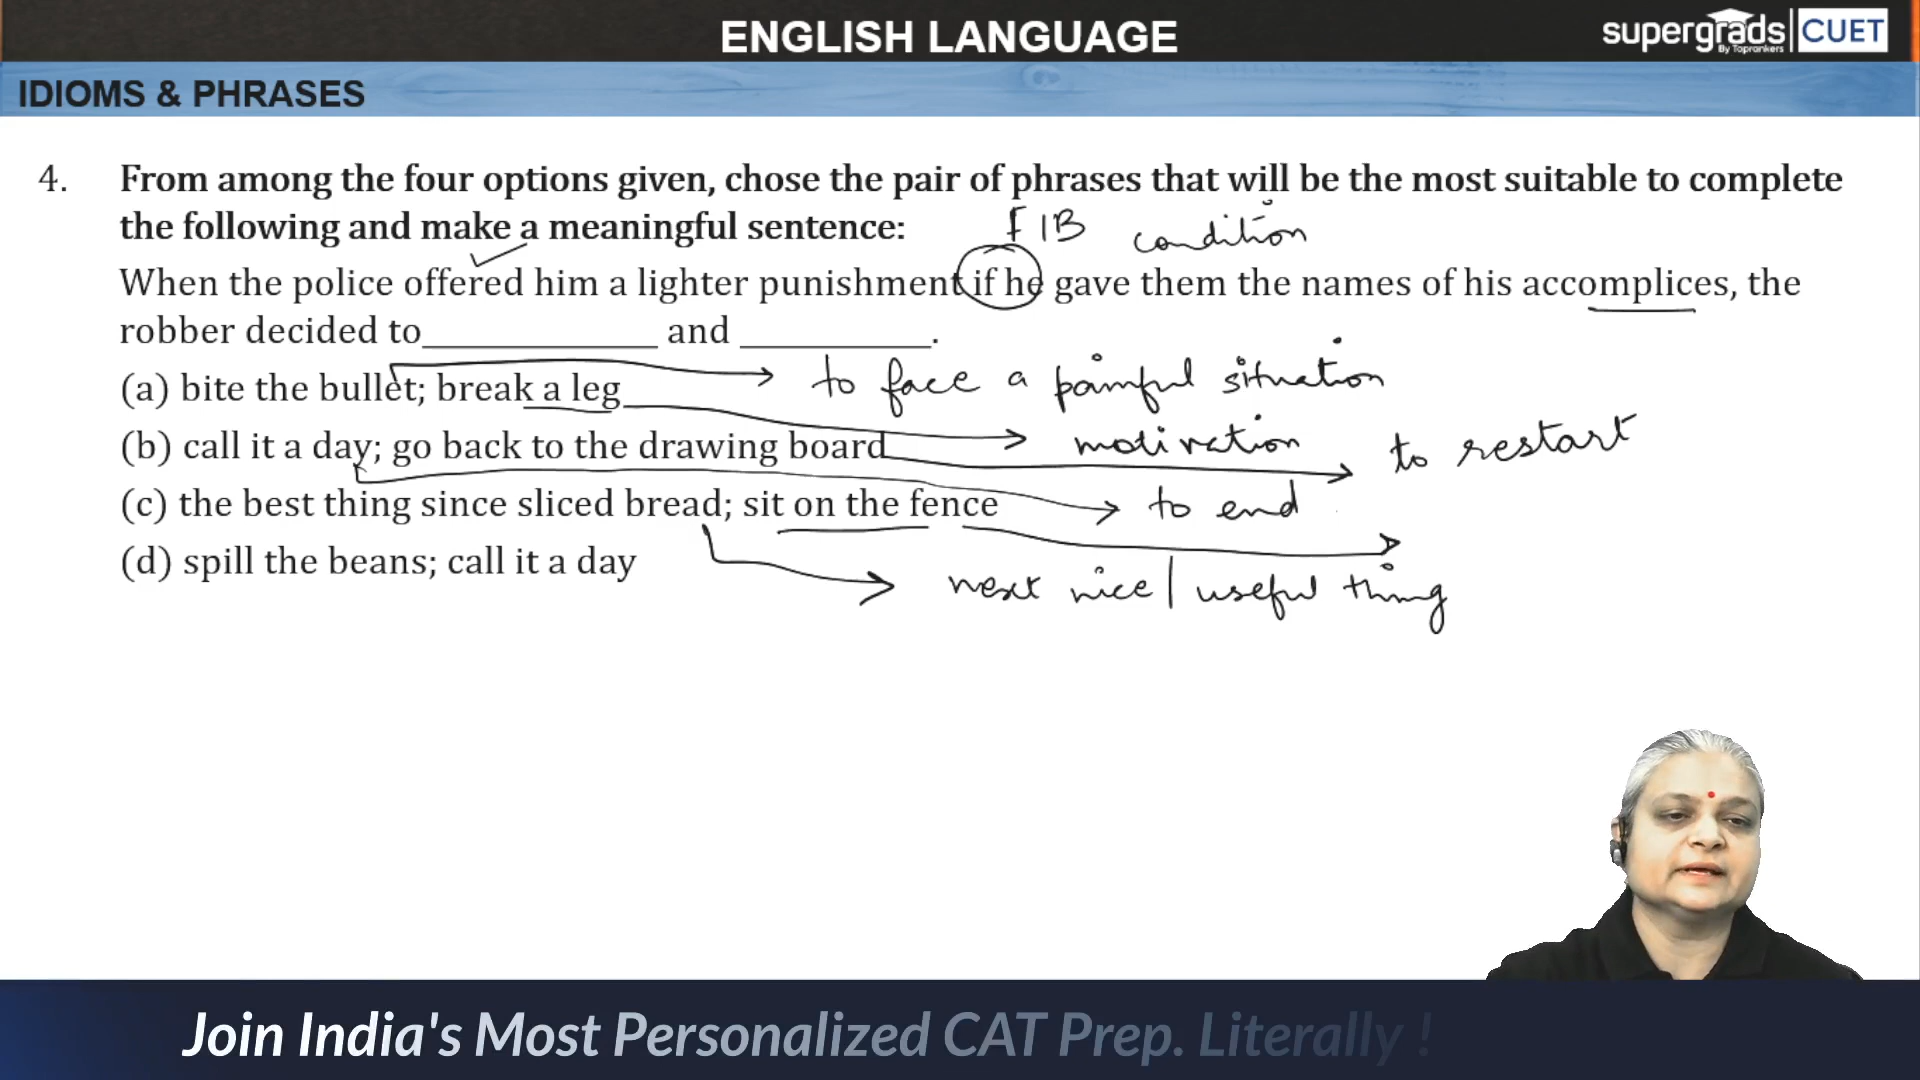 ENGLISH LANGUAGE
supergrads By Toprankers CUET
IDIOMS & PHRASES
4. From among the four options given, chose the pair of phrases that will be the most suitable to complete
the following and make a meaningful sentence:
FIB condition
When the police offered him a lighter punishment if he gave them the names of his accomplices, the
robber decided to____________ and ___________.
(a) bite the bullet; break a leg
to face a painful situation
(b) call it a day; go back to the drawing board
motivation to restart
(c) the best thing since sliced bread; sit on the fence
to end
(d) spill the beans; call it a day
next nice | useful thing
Join India's Most Personalized CAT Prep. Literally !